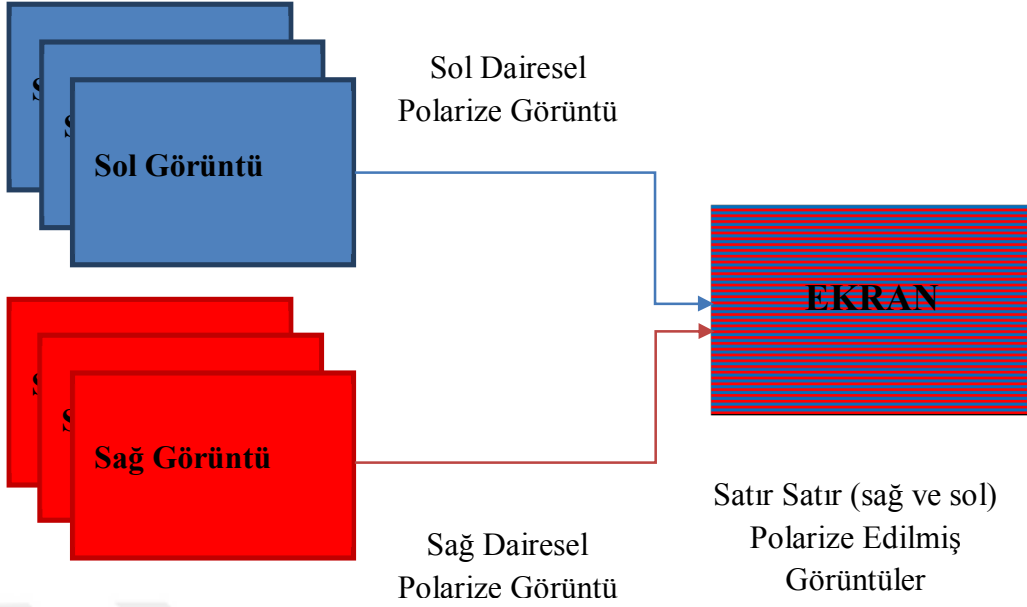 Sol Dairesel
Polarize Görüntü
Sol Görüntü
EKRAN
Sağ Görüntü
Sağ Dairesel
Polarize Görüntü
Satır Satır (sağ ve sol)
Polarize Edilmiş
Görüntüler